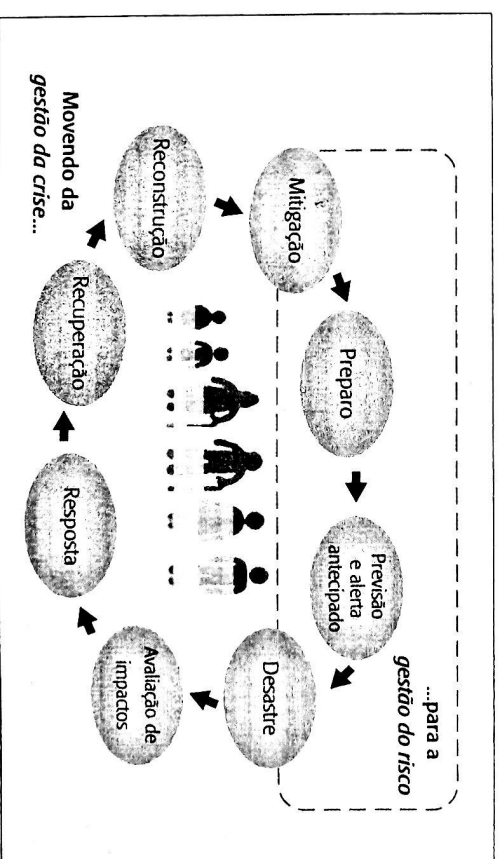 Mitigação
Preparo
Previsão
e alerta
antecipado
...para a
gestão do risco
Desastre
Avaliação de
impactos
Resposta
Recuperação
Reconstrução
Movendo da
gestão da crise...